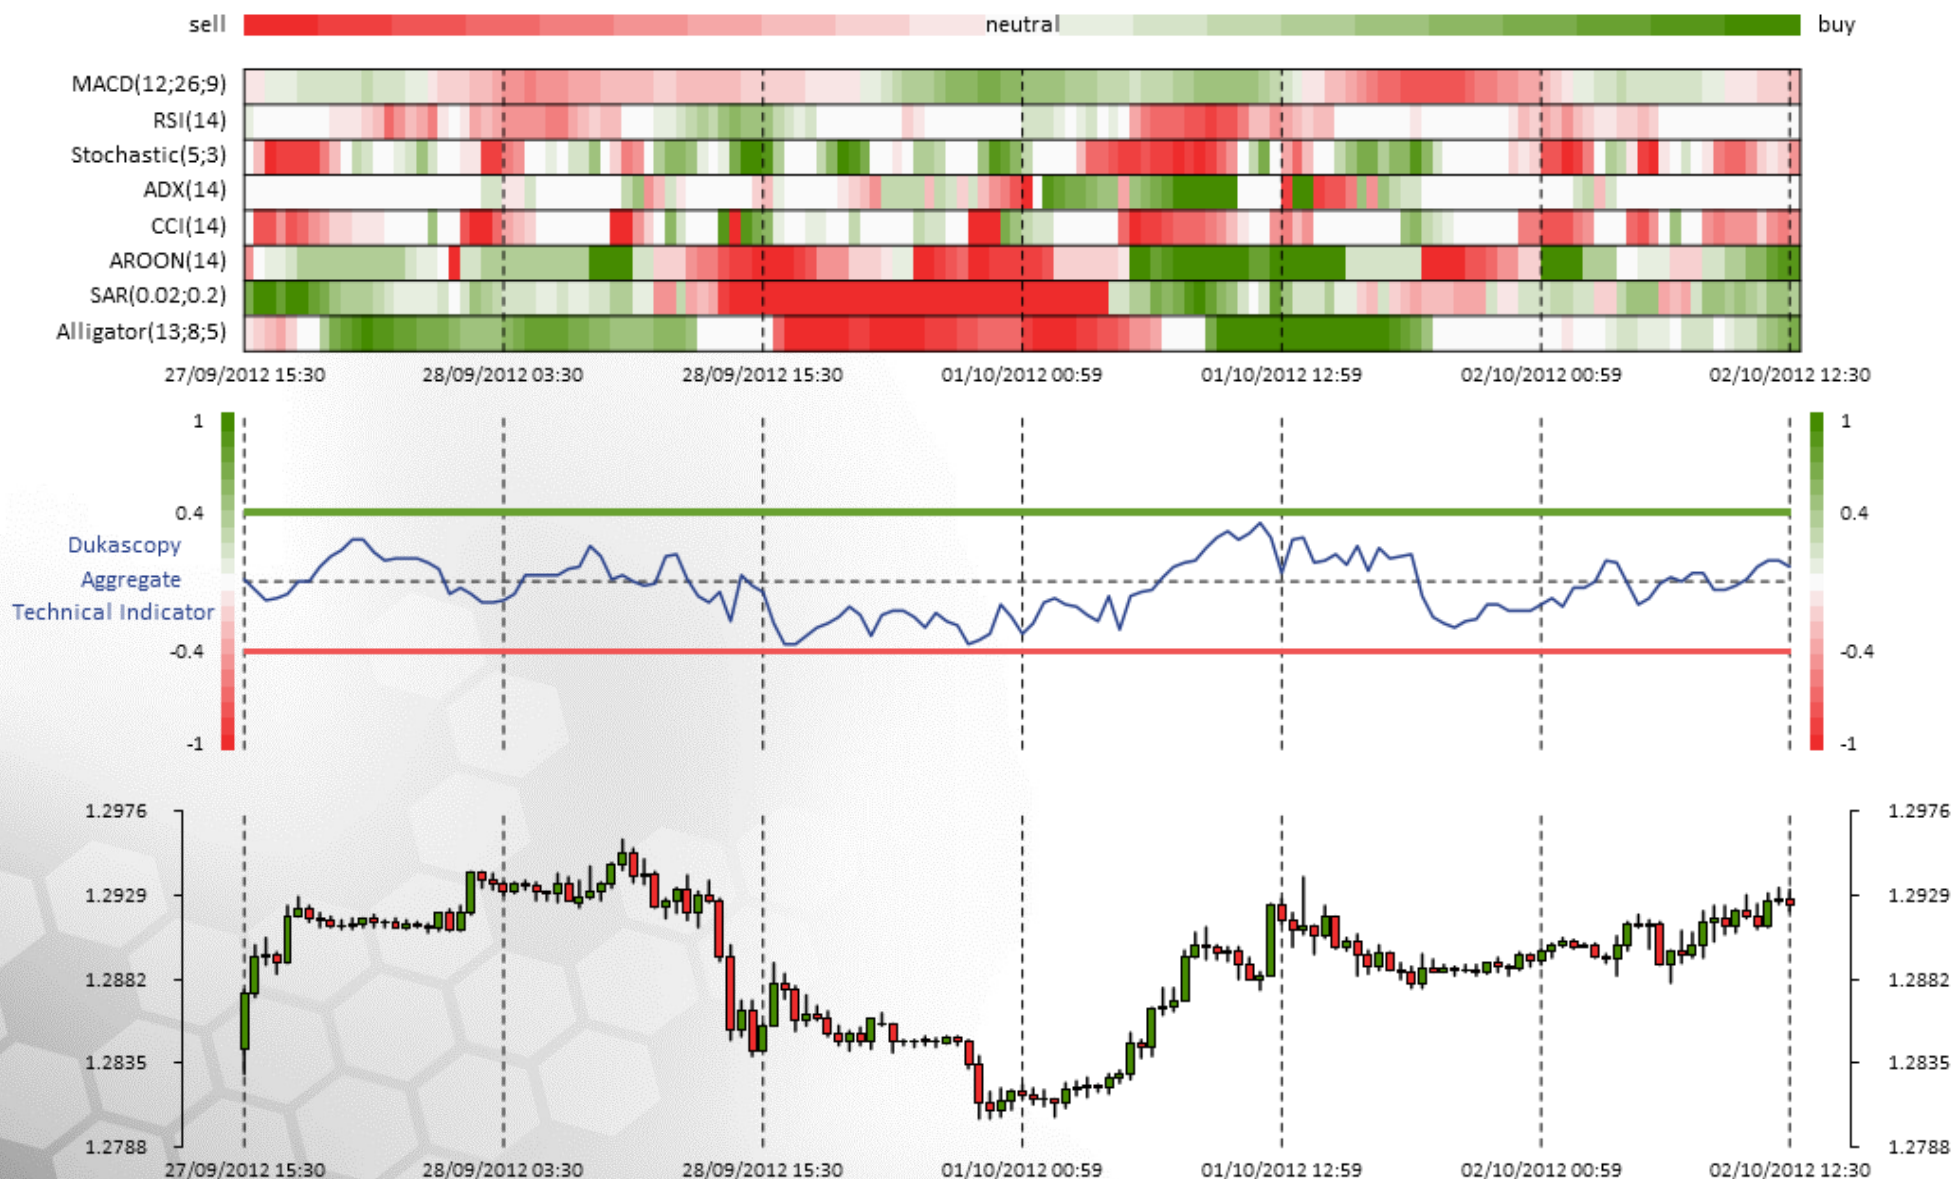 sell neutral buy
MACD(12;26;9)
RSI(14)
Stochastic(5;3)
ADX(14)
CCI(14)
AROON(14)
SAR(0.02;0.2)
Alligator(13;8;5)
27/09/2012 15:30 28/09/2012 03:30 28/09/2012 15:30 01/10/2012 00:59 01/10/2012 12:59 02/10/2012 00:59 02/10/2012 12:30
1 1
0.4 0.4
Dukascopy
Aggregate
Technical Indicator
-0.4 -0.4
-1 -1
1.2976 1.2976
1.2929 1.2929
1.2882 1.2882
1.2835 1.2835
1.2788 1.2788
27/09/2012 15:30 28/09/2012 03:30 28/09/2012 15:30 01/10/2012 00:59 01/10/2012 12:59 02/10/2012 00:59 02/10/2012 12:30